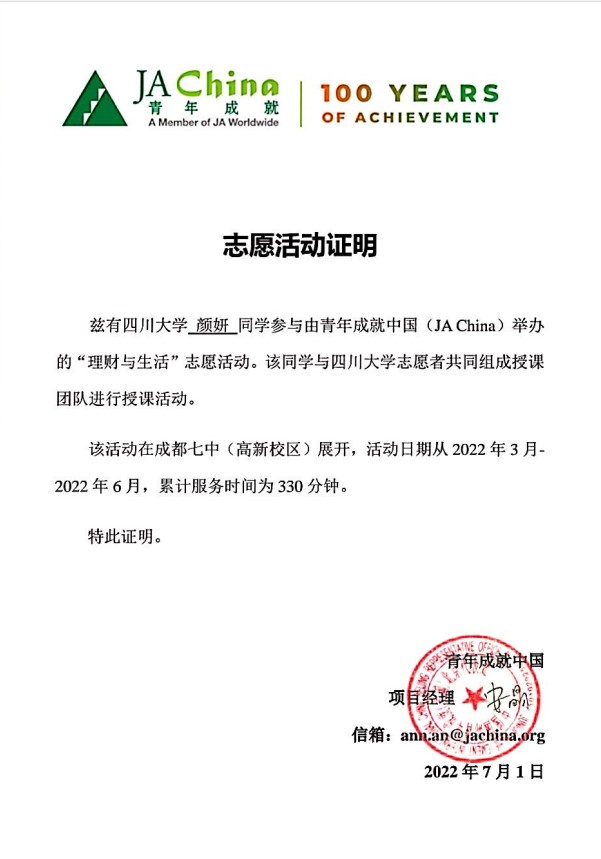 JA China
青年成就
A Member of JA Worldwide
100 YEARS
OF ACHIEVEMENT
志愿活动证明
兹有四川大学 颜妍 同学参与由青年成就中国（JA China）举办
的“理财与生活”志愿活动。该同学与四川大学志愿者共同组成授课
团队进行授课活动。
该活动在成都七中（高新校区）展开，活动日期从 2022 年 3 月-
2022 年 6 月，累计服务时间为 330 分钟。
特此证明。
青年成就中国
项目经理
信箱：ann.an@jachina.org
2022 年 7 月 1 日